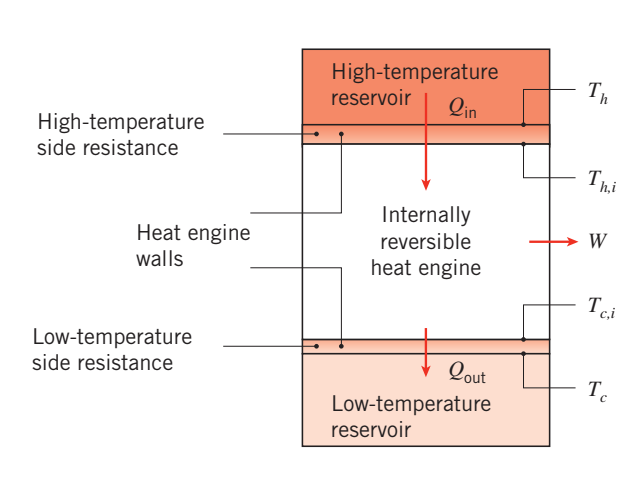 High-temperature
reservoir
Q_in
T_h
High-temperature
side resistance
T_h,i
Heat engine
walls
Internally
reversible
heat engine
W
T_c,i
Low-temperature
side resistance
Q_out
T_c
Low-temperature
reservoir